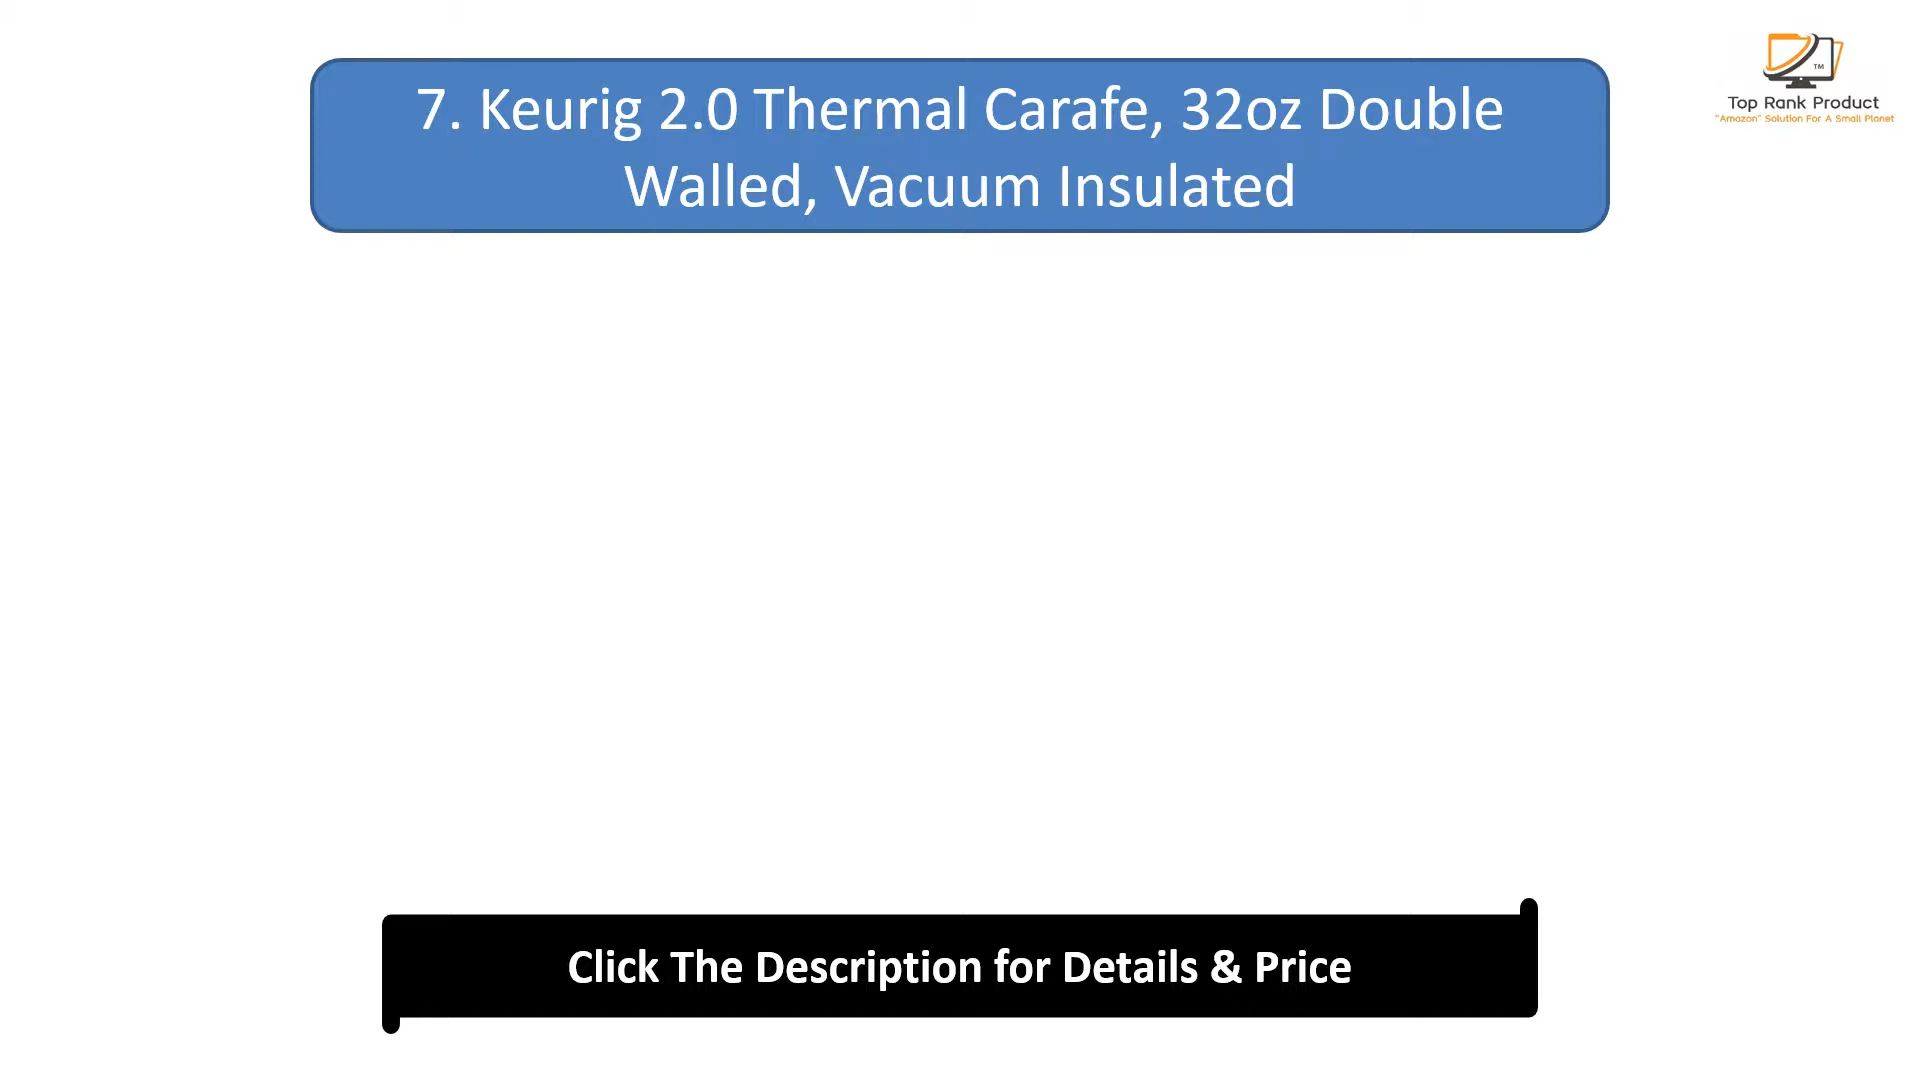 7. Keurig 2.0 Thermal Carafe, 32oz Double
Walled, Vacuum Insulated
TM
Top Rank Product
"Amazon" Solution For A Small Planet
Click The Description for Details & Price